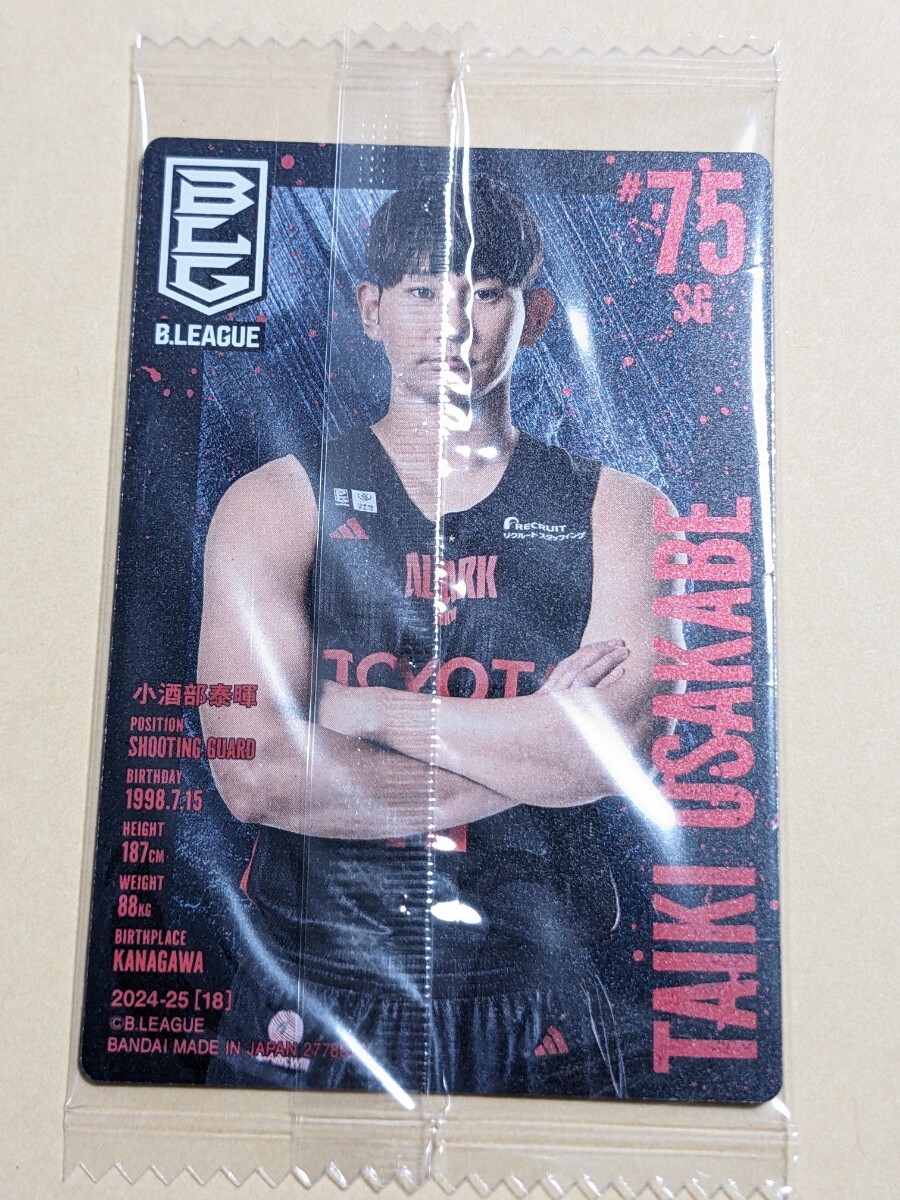 BLG
B.LEAGUE
#75
SG
RECRUIT
リクルートスタッフィング
TAIKI OSAKABE
小酒部泰暉
POSITION
SHOOTING GUARD
BIRTHDAY
1998.7.15
HEIGHT
187CM
WEIGHT
88KG
BIRTHPLACE
KANAGAWA
2024-25 [18]
©B.LEAGUE
BANDAI MADE IN JAPAN